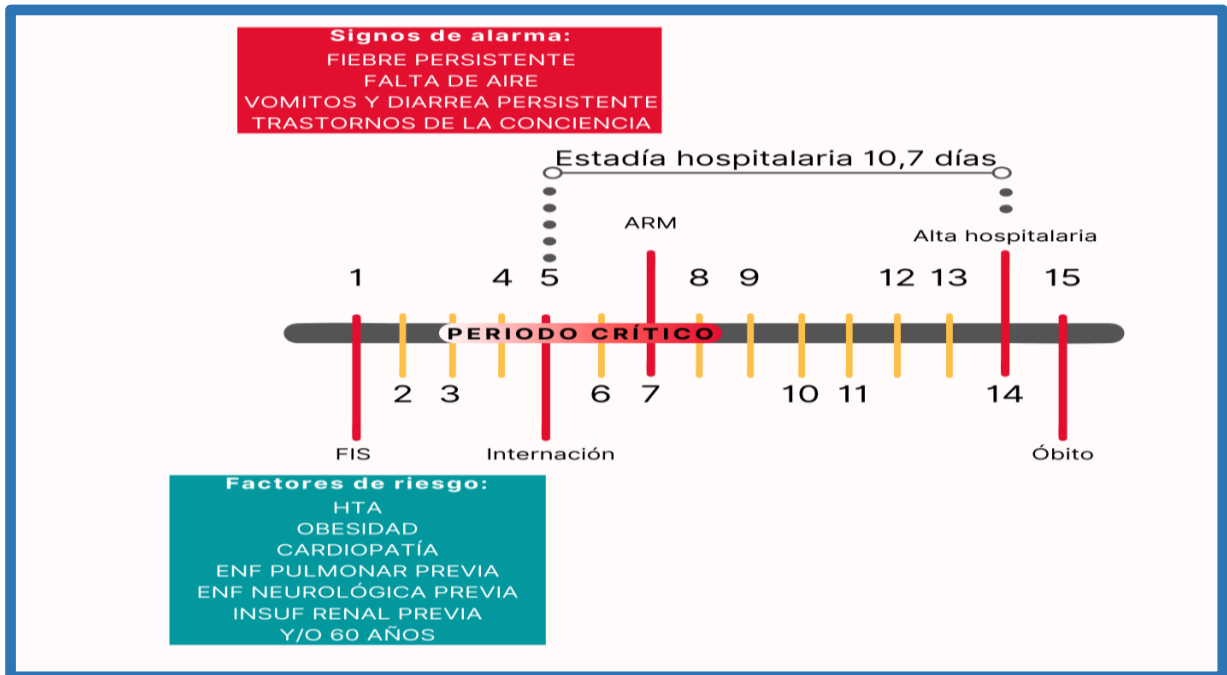 Signos de alarma:
FIEBRE PERSISTENTE
FALTA DE AIRE
VOMITOS Y DIARREA PERSISTENTE
TRASTORNOS DE LA CONCIENCIA
Estadía hospitalaria 10,7 días
ARM
Alta hospitalaria
1 4 5 8 9 12 13 15
PERIODO CRÍTICO
2 3 6 7 10 11 14
FIS Internación Óbito
Factores de riesgo:
HTA
OBESIDAD
CARDIOPATÍA
ENF PULMONAR PREVIA
ENF NEUROLÓGICA PREVIA
INSUF RENAL PREVIA
Y/O 60 AÑOS